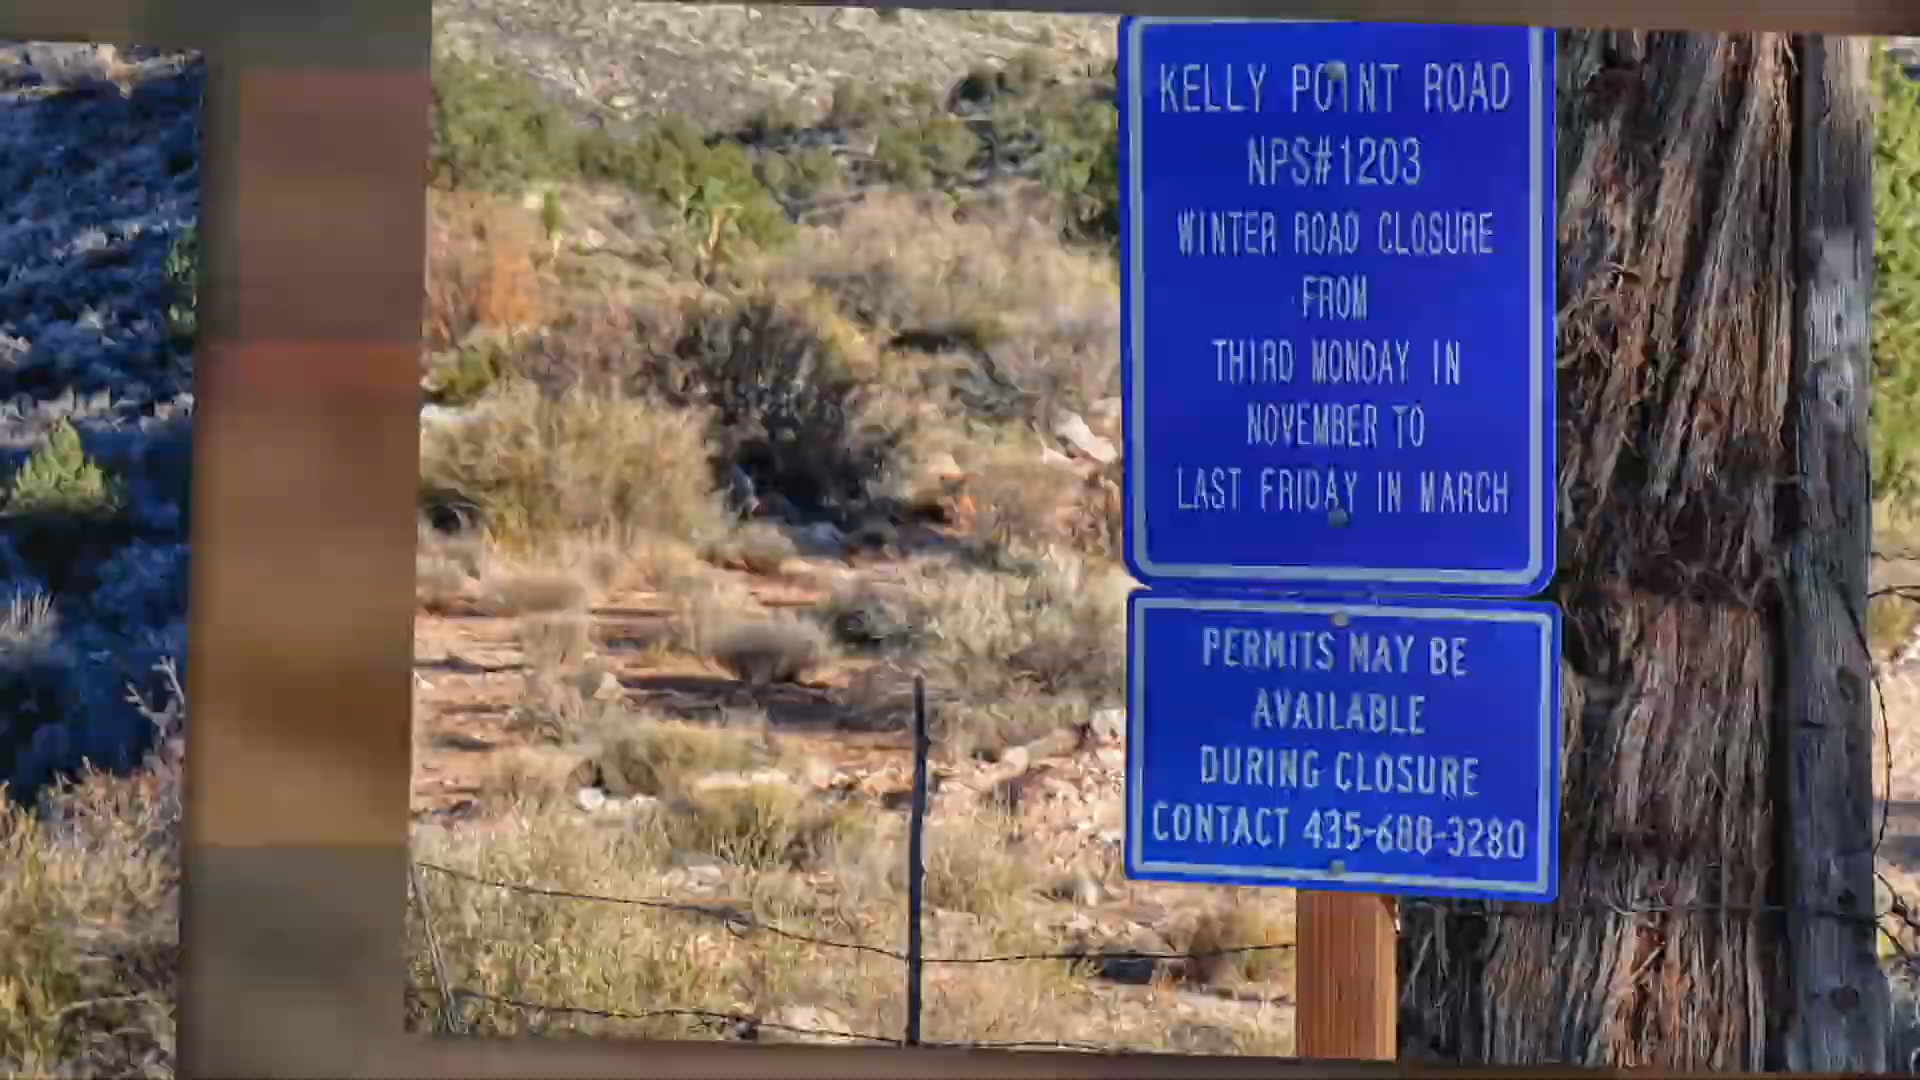 KELLY POINT ROAD
NPS#1203
WINTER ROAD CLOSURE
FROM
THIRD MONDAY IN
NOVEMBER TO
LAST FRIDAY IN MARCH
PERMITS MAY BE
AVAILABLE
DURING CLOSURE
CONTACT 435-688-3280